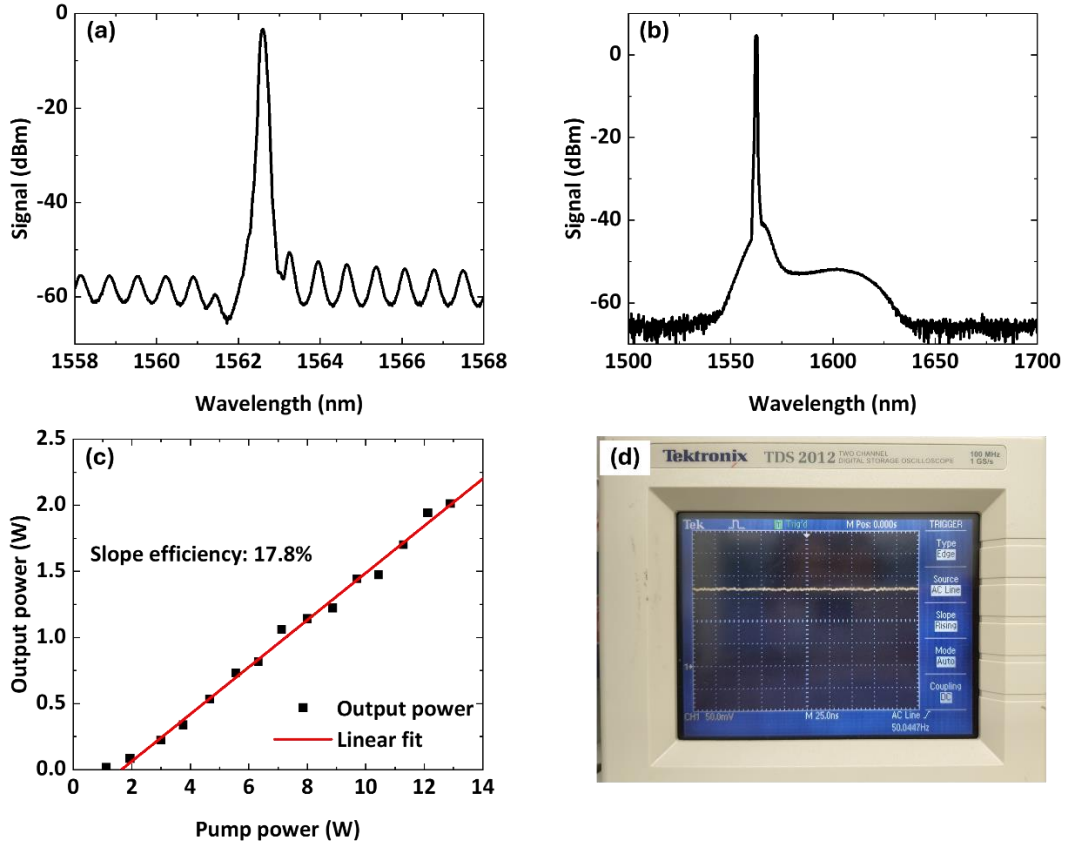 (a)
0
-20
-40
-60
Signal (dBm)
1558 1560 1562 1564 1566 1568
Wavelength (nm)
(b)
0
-20
-40
-60
Signal (dBm)
1500 1550 1600 1650 1700
Wavelength (nm)
(c)
2.5
2.0
1.5
1.0
0.5
0.0
Output power (W)
Slope efficiency: 17.8%
Output power
Linear fit
0 2 4 6 8 10 12 14
Pump power (W)
(d)
Tektronix TDS 2012 TWO CHANNEL DIGITAL STORAGE OSCILLOSCOPE 100 MHz 1 GS/s
Tek Trig'd M Pos: 0.000s TRIGGER
Type
Edge
Source
AC Line
Slope
Rising
Mode
Auto
Coupling
DC
CH1 50.0mV M 25.0ns AC Line
50.0447Hz